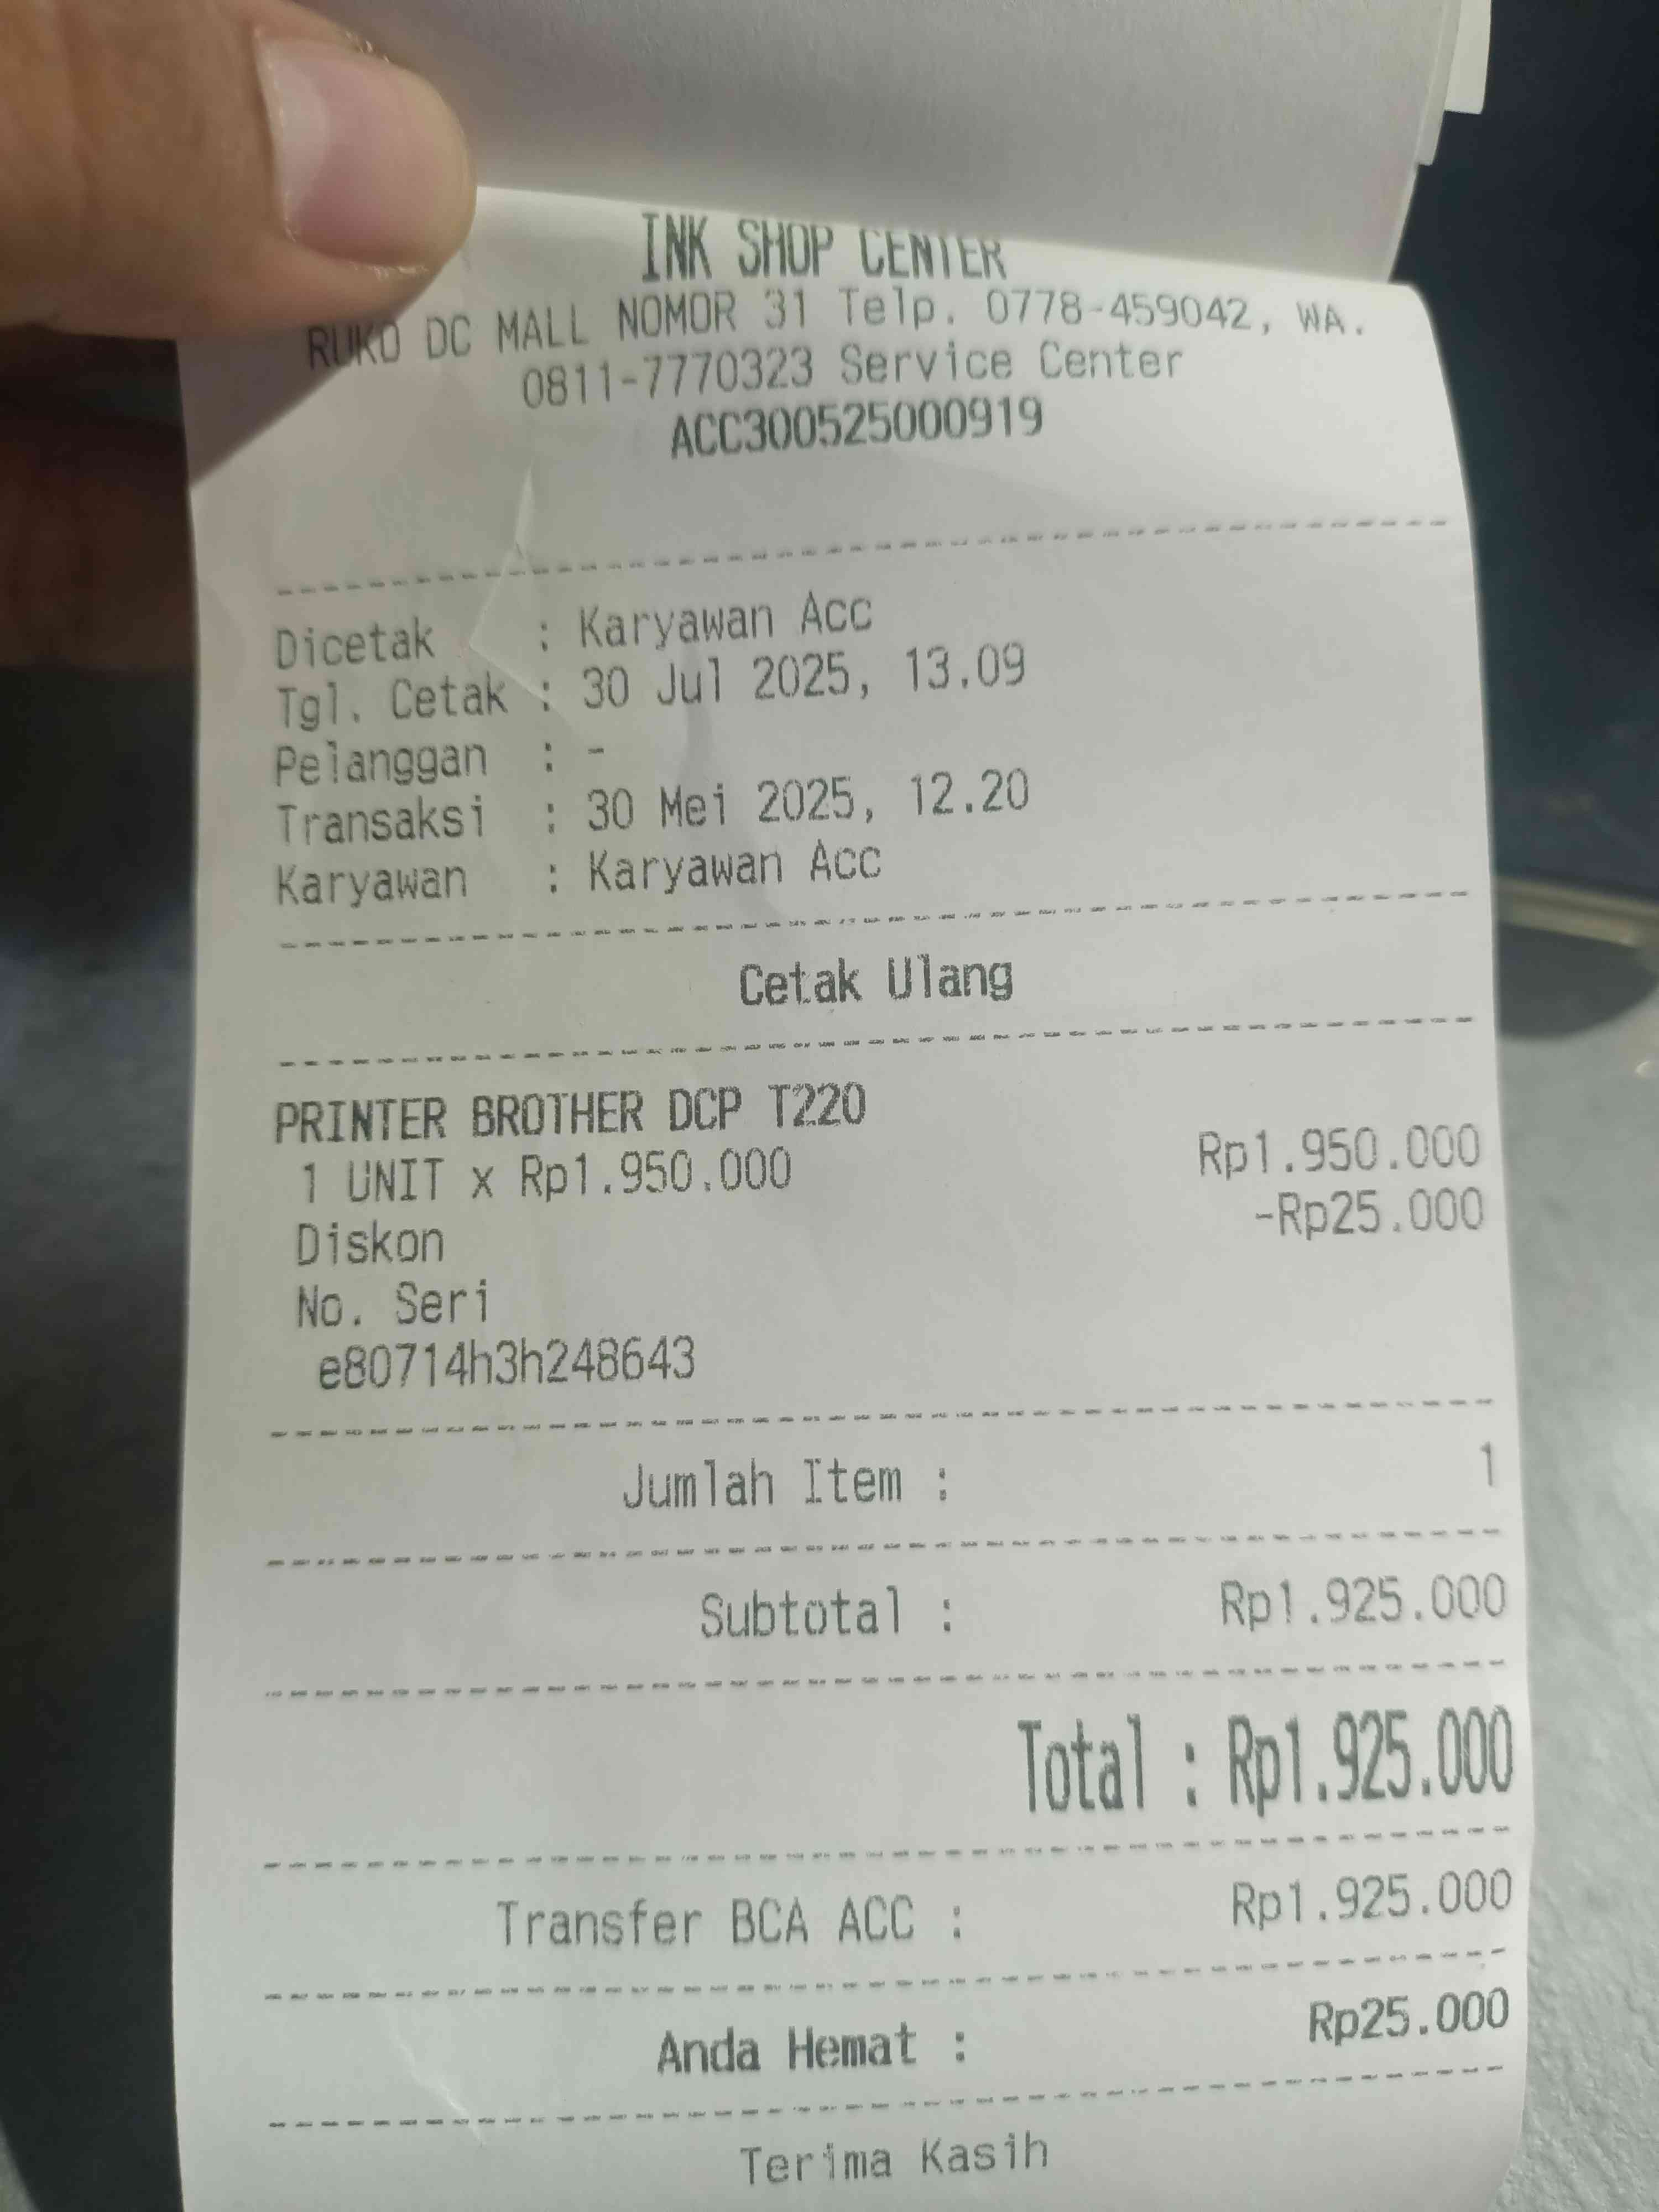 INK SHOP CENTER
RUKO DC MALL NOMOR 31 Telp. 0778-459042, WA.
0811-7770323 Service Center
ACC300525000919
Dicetak : Karyawan Acc
Tgl. Cetak : 30 Jul 2025, 13.09
Pelanggan : -
Transaksi : 30 Mei 2025, 12.20
Karyawan : Karyawan Acc
Cetak Ulang
PRINTER BROTHER DCP T220
1 UNIT x Rp1.950.000 Rp1.950.000
Diskon -Rp25.000
No. Seri
e80714h3h248643
Jumlah Item : 1
Subtotal : Rp1.925.000
Total : Rp1.925.000
Transfer BCA ACC : Rp1.925.000
Anda Hemat : Rp25.000
Terima Kasih